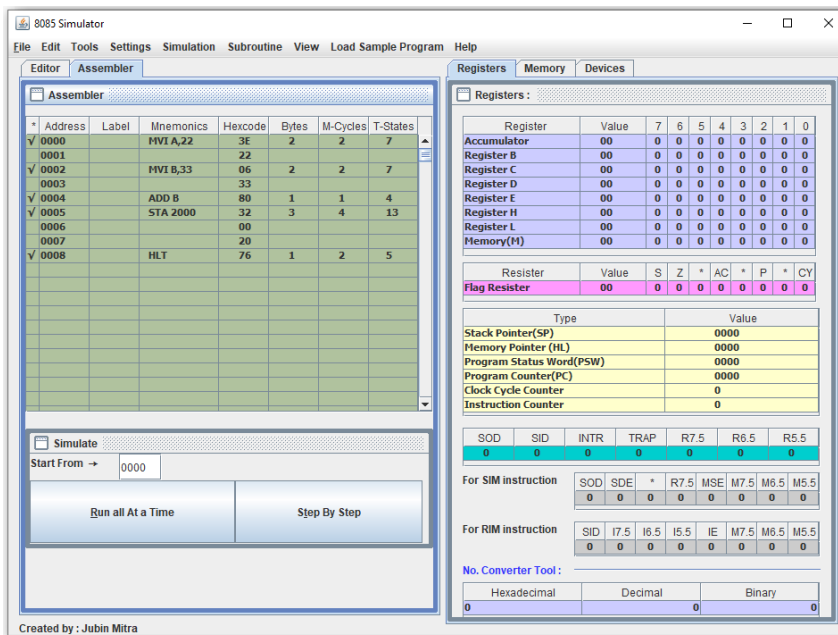 8085 Simulator
File Edit Tools Settings Simulation Subroutine View Load Sample Program Help
Editor Assembler
Assembler
* Address Label Mnemonics Hexcode Bytes M-Cycles T-States
√ 0000 MVI A,22 3E 2 2 7
0001 22
√ 0002 MVI B,33 06 2 2 7
0003 33
√ 0004 ADD B 80 1 1 4
√ 0005 STA 2000 32 3 4 13
0006 00
0007 20
√ 0008 HLT 76 1 2 5
Simulate
Start From → 0000
Run all At a Time Step By Step
Created by : Jubin Mitra
Registers Memory Devices
Registers :
Register Value 7 6 5 4 3 2 1 0
Accumulator 00 0 0 0 0 0 0 0 0
Register B 00 0 0 0 0 0 0 0 0
Register C 00 0 0 0 0 0 0 0 0
Register D 00 0 0 0 0 0 0 0 0
Register E 00 0 0 0 0 0 0 0 0
Register H 00 0 0 0 0 0 0 0 0
Register L 00 0 0 0 0 0 0 0 0
Memory(M) 00 0 0 0 0 0 0 0 0
Resister Value S Z * AC * P * CY
Flag Resister 00 0 0 0 0 0 0 0 0
Type Value
Stack Pointer(SP) 0000
Memory Pointer (HL) 0000
Program Status Word(PSW) 0000
Program Counter(PC) 0000
Clock Cycle Counter 0
Instruction Counter 0
SOD SID INTR TRAP R7.5 R6.5 R5.5
0 0 0 0 0 0 0
For SIM instruction SOD SDE * R7.5 MSE M7.5 M6.5 M5.5
0 0 0 0 0 0 0 0
For RIM instruction SID I7.5 I6.5 I5.5 IE M7.5 M6.5 M5.5
0 0 0 0 0 0 0 0
No. Converter Tool :
Hexadecimal Decimal Binary
0 0 0